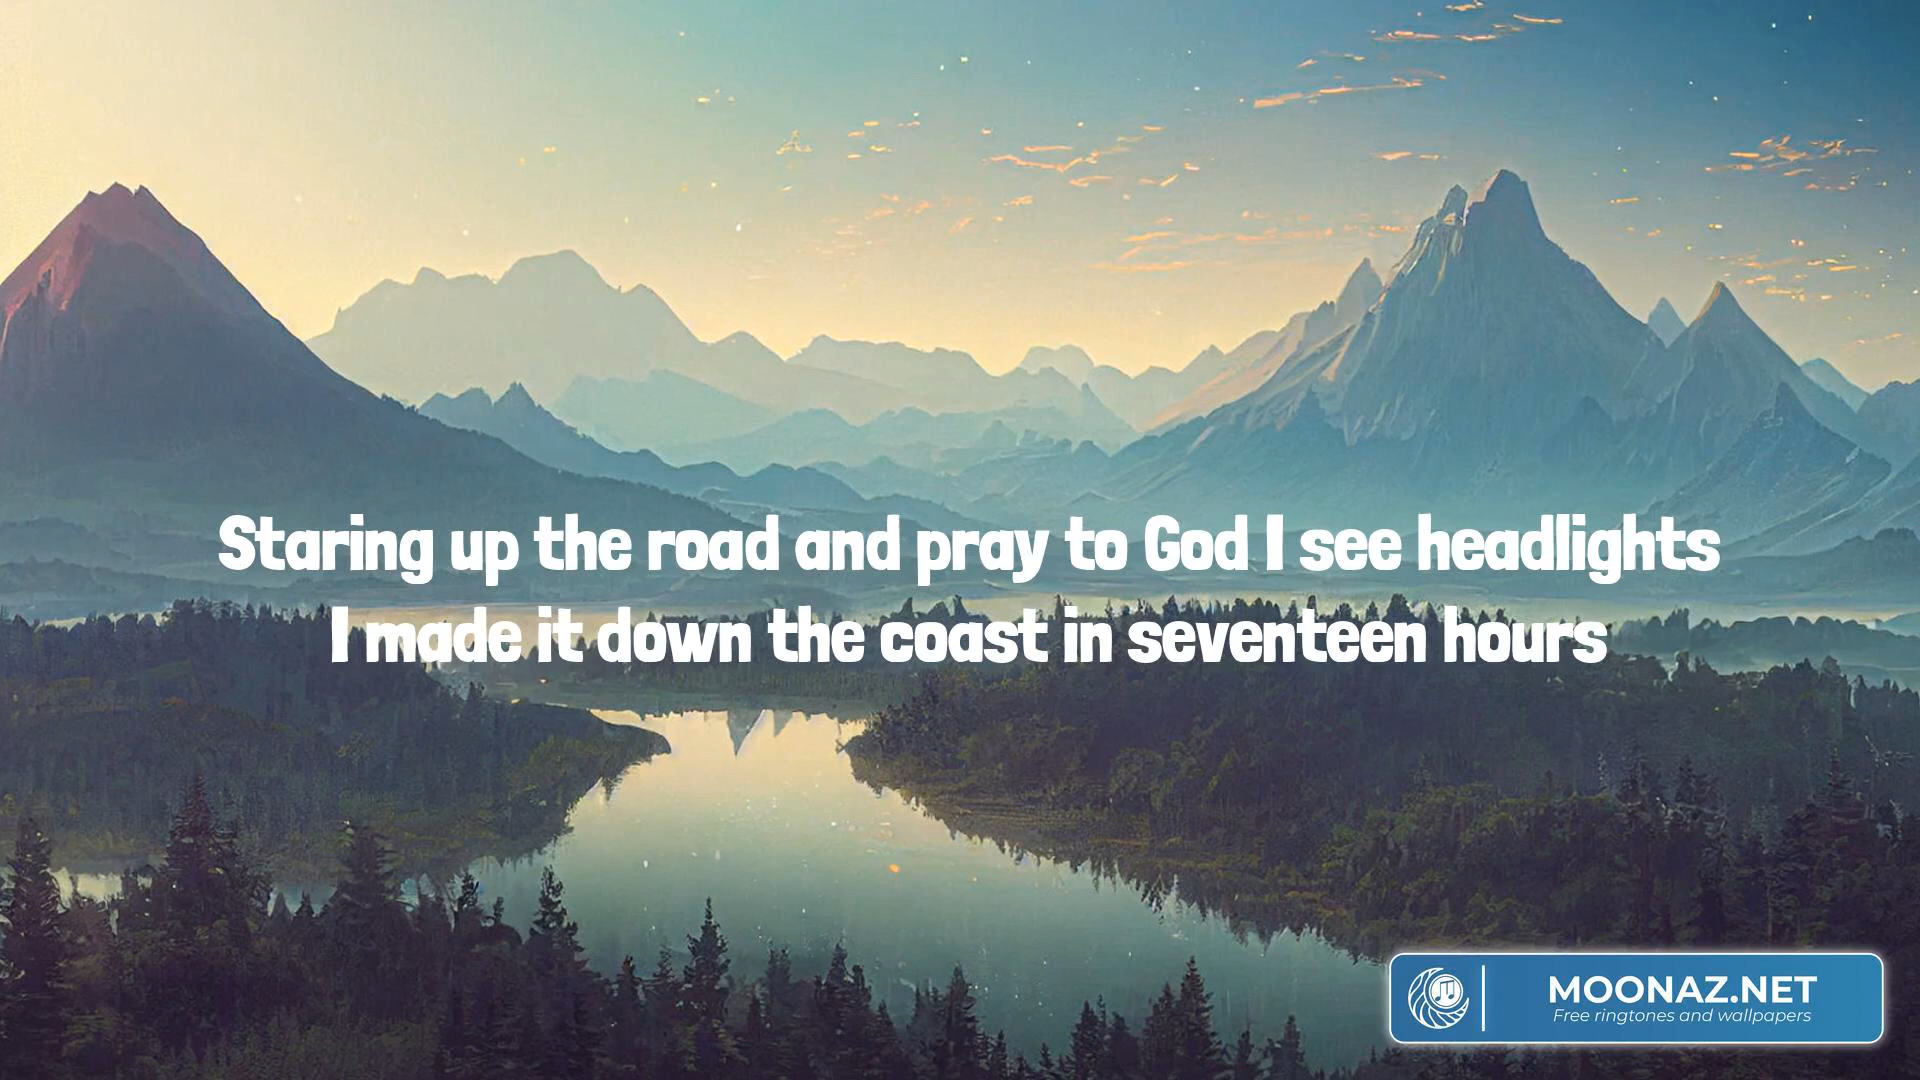 Staring up the road and pray to God I see headlights
I made it down the coast in seventeen hours
MOONAZ.NET
Free ringtones and wallpapers